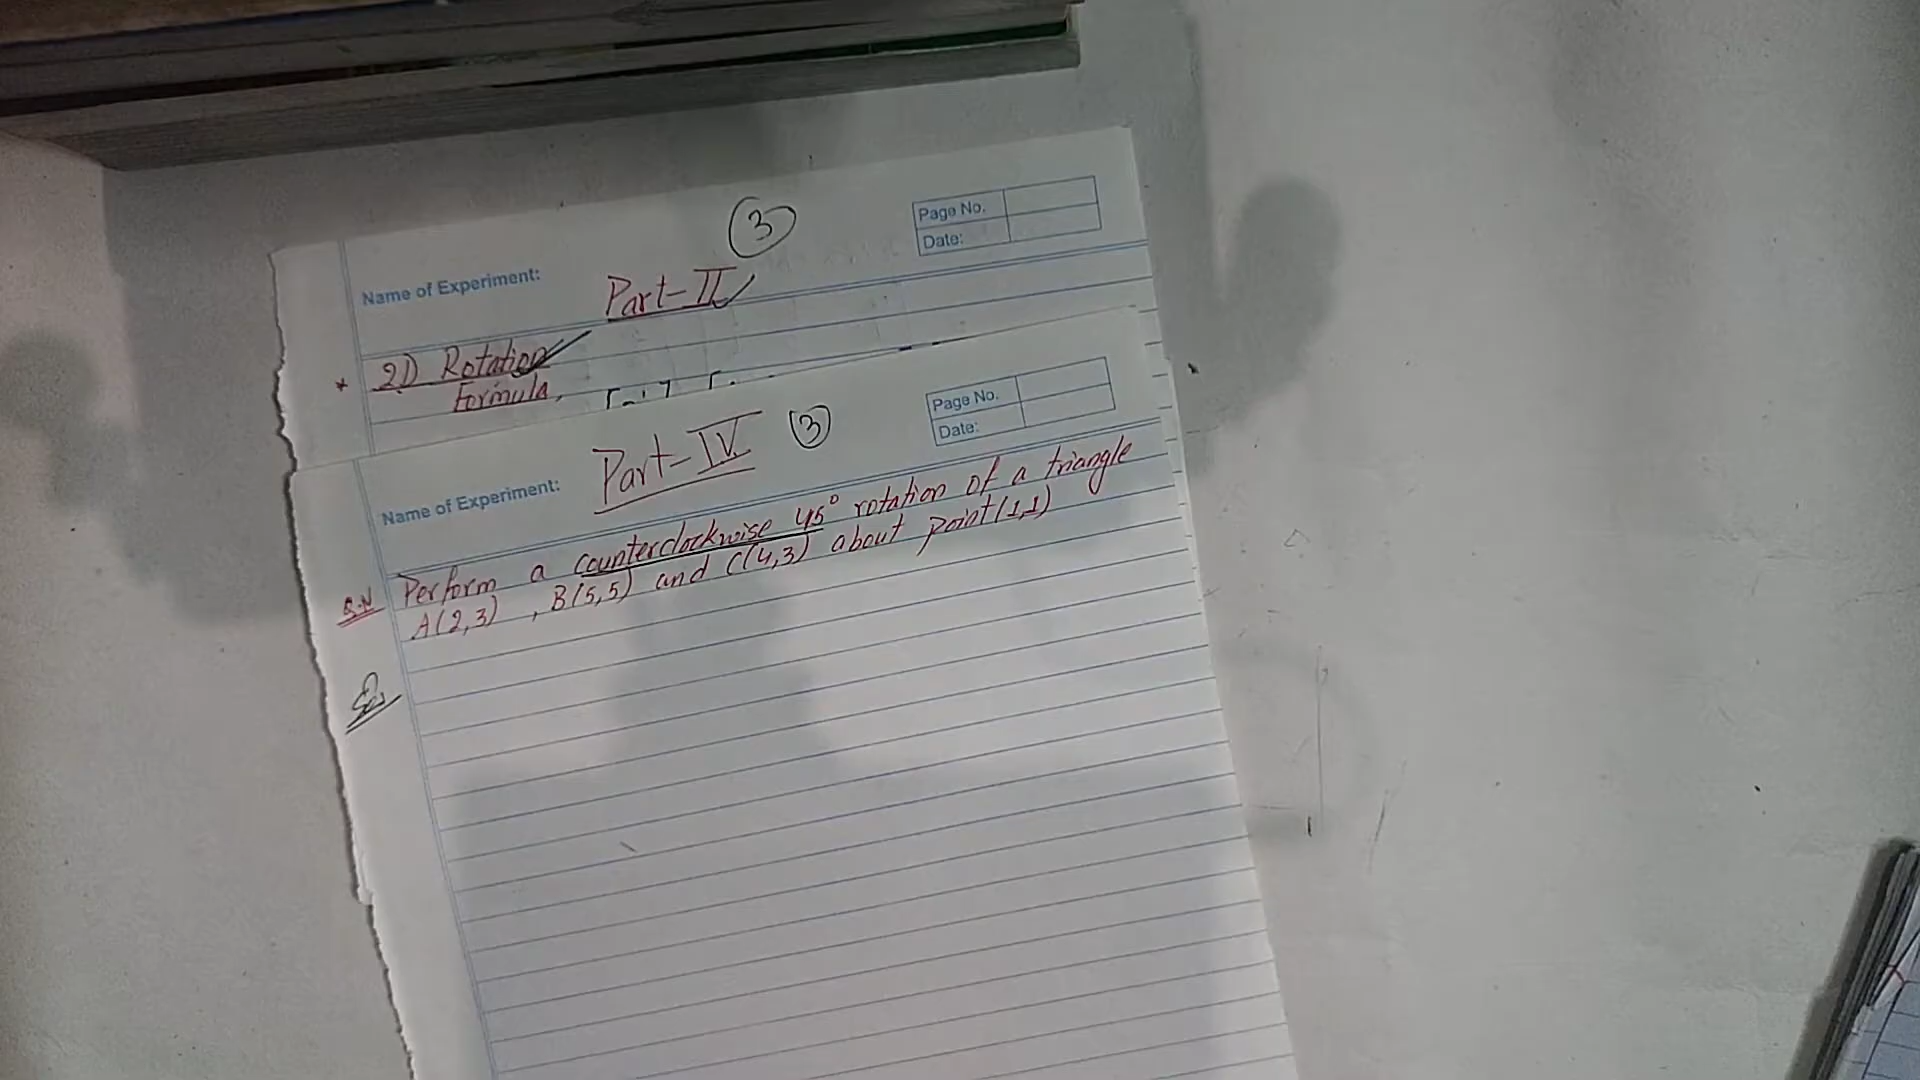 3
Page No.
Date:
Name of Experiment:
Part-II
* 2D Rotation
Formula,
Part-IV 3
Page No.
Date:
Name of Experiment:
Q.N Perform a counterclockwise 45° rotation of a triangle
A(2,3), B(5,5) and C(4,3) about point(1,1)